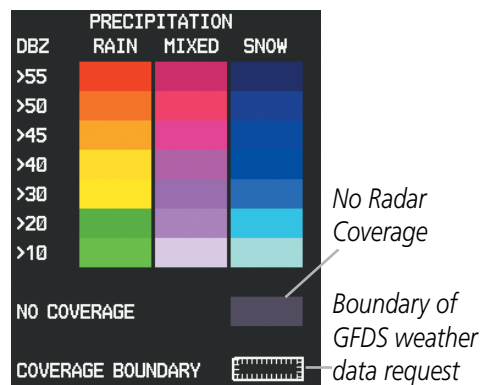 PRECIPITATION
DBZ RAIN MIXED SNOW
>55
>50
>45
>40
>30
>20
>10
No Radar
Coverage
NO COVERAGE
Boundary of
GFDS weather
data request
COVERAGE BOUNDARY